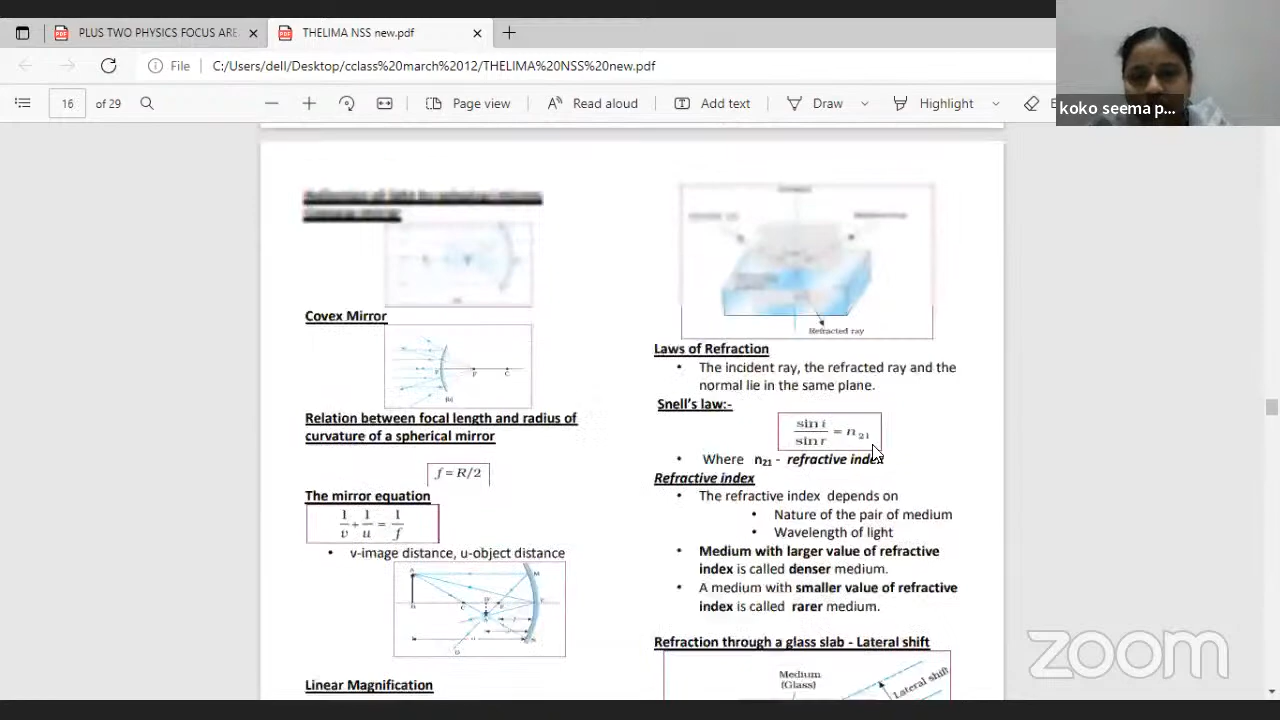 PLUS TWO PHYSICS FOCUS ARE
THELIMA NSS new.pdf
File
C:/Users/dell/Desktop/cclass%20march%2012/THELIMA%20NSS%20new.pdf
16 of 29
Page view
Read aloud
Add text
Draw
Highlight
koko seema p...
Covex Mirror
Relation between focal length and radius of
curvature of a spherical mirror
f = R/2
The mirror equation
1/v + 1/u = 1/f
• v-image distance, u-object distance
Linear Magnification
Refracted ray
Laws of Refraction
• The incident ray, the refracted ray and the
normal lie in the same plane.
Snell's law:-
sin i / sin r = n 21
• Where n21 - refractive index
Refractive index
• The refractive index depends on
• Nature of the pair of medium
• Wavelength of light
• Medium with larger value of refractive
index is called denser medium.
• A medium with smaller value of refractive
index is called rarer medium.
Refraction through a glass slab - Lateral shift
Medium
(Glass)
Lateral shift
zoom